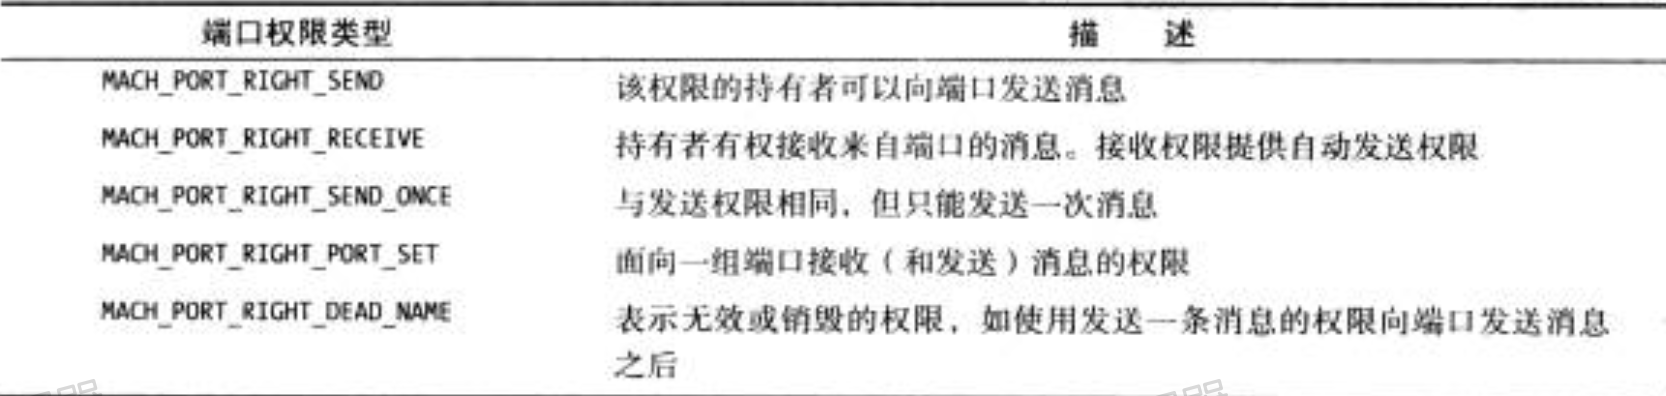 端口权限类型 描 述
MACH_PORT_RIGHT_SEND 该权限的持有者可以向端口发送消息
MACH_PORT_RIGHT_RECEIVE 持有者有权接收来自端口的消息。接收权限提供自动发送权限
MACH_PORT_RIGHT_SEND_ONCE 与发送权限相同，但只能发送一次消息
MACH_PORT_RIGHT_PORT_SET 面向一组端口接收（和发送）消息的权限
MACH_PORT_RIGHT_DEAD_NAME 表示无效或销毁的权限，如使用发送一条消息的权限向端口发送消息
之后